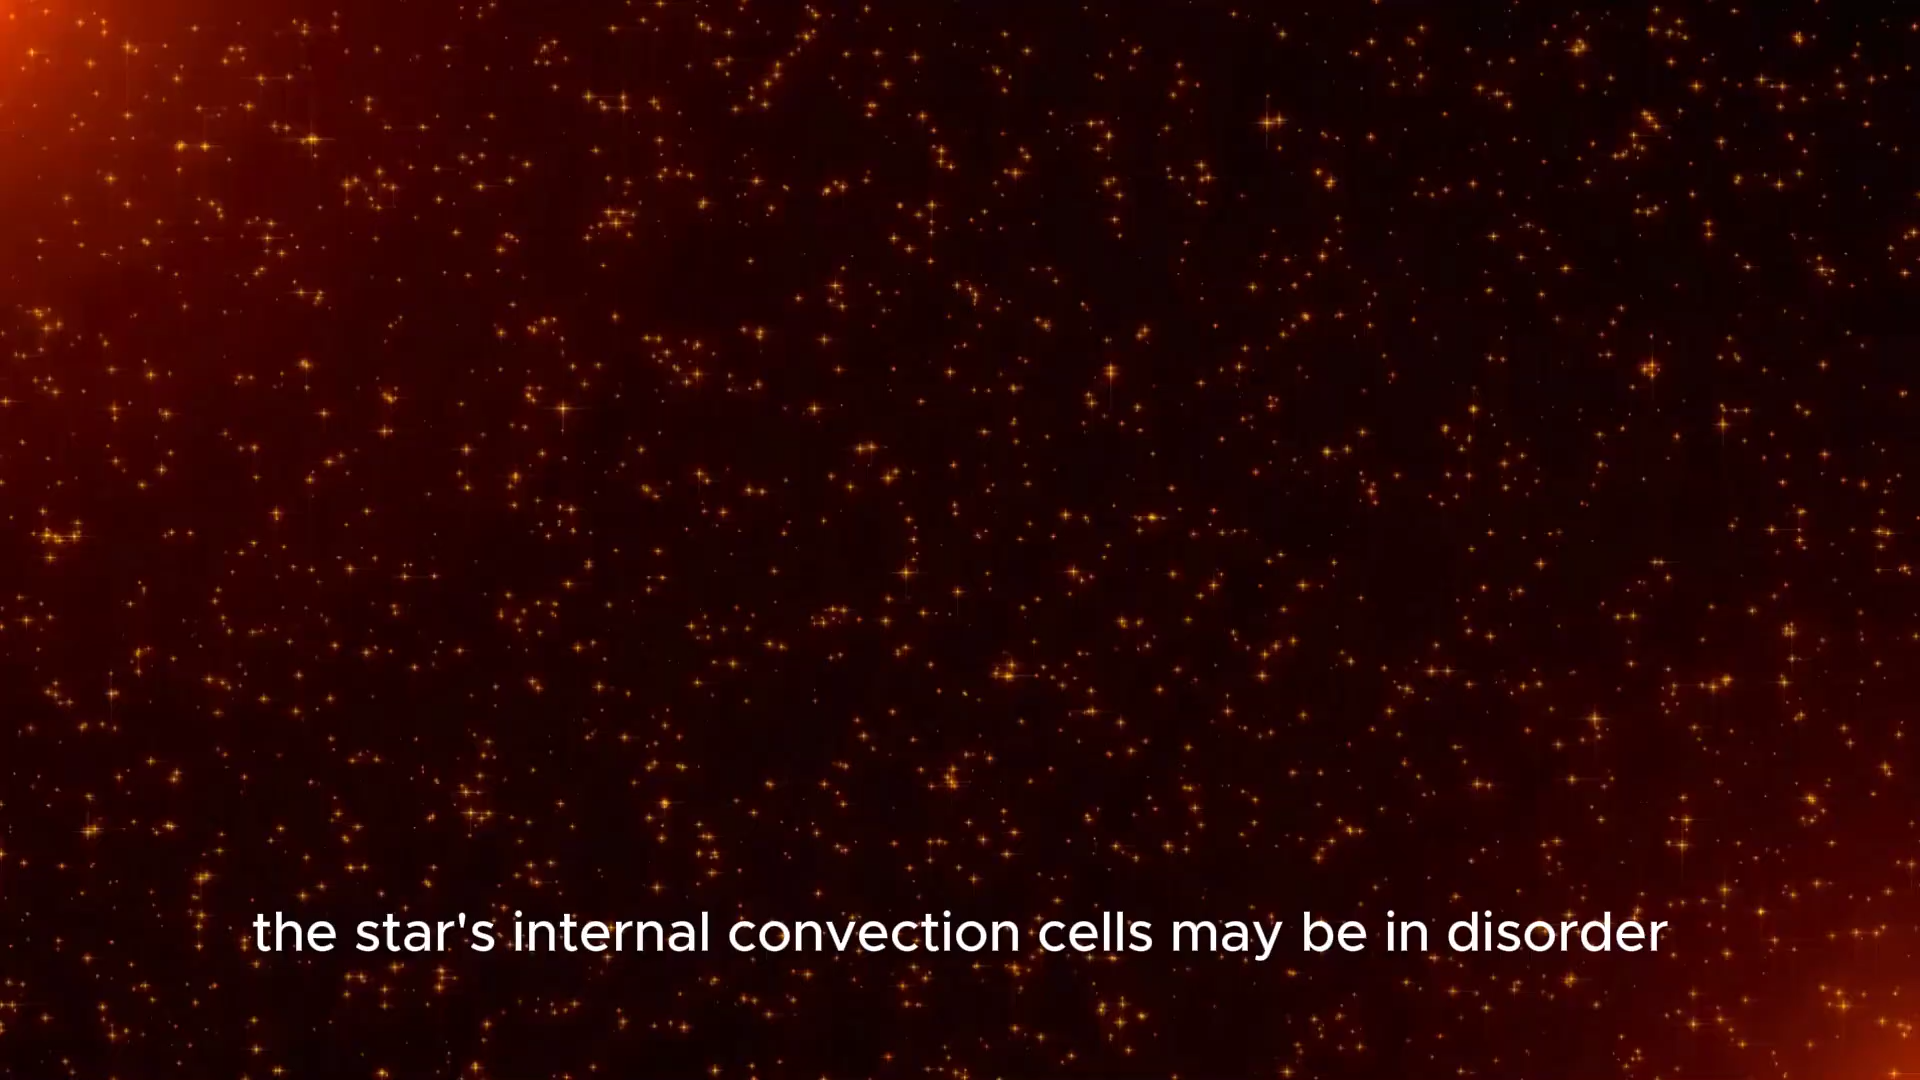 the star's internal convection cells may be in disorder